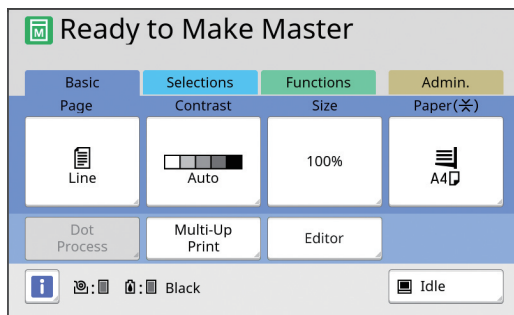 M Ready to Make Master
Basic Selections Functions Admin.
Page Contrast Size Paper(⚹)
Line Auto 100% A4
Dot
Process
Multi-Up
Print
Editor
i : : Black Idle